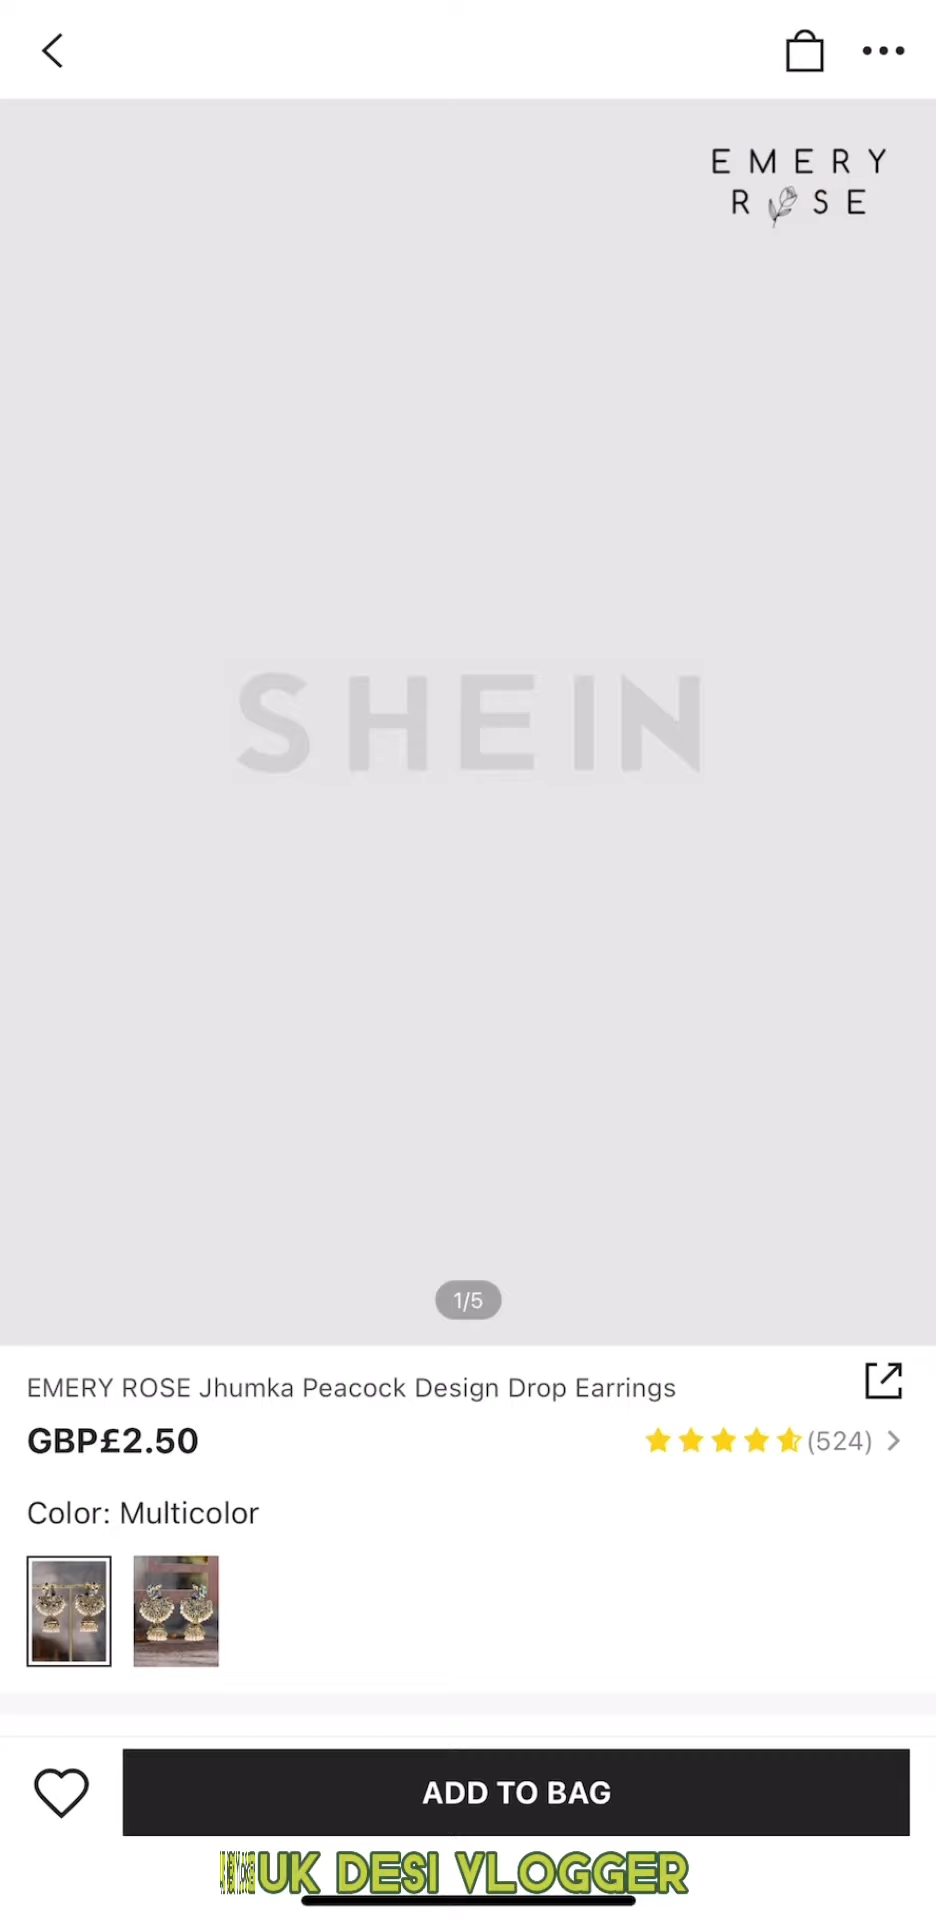 EMERY
R SE
SHEIN
1/5
EMERY ROSE Jhumka Peacock Design Drop Earrings
GBP£2.50
(524)
Color: Multicolor
ADD TO BAG
UK DESI VLOGGER